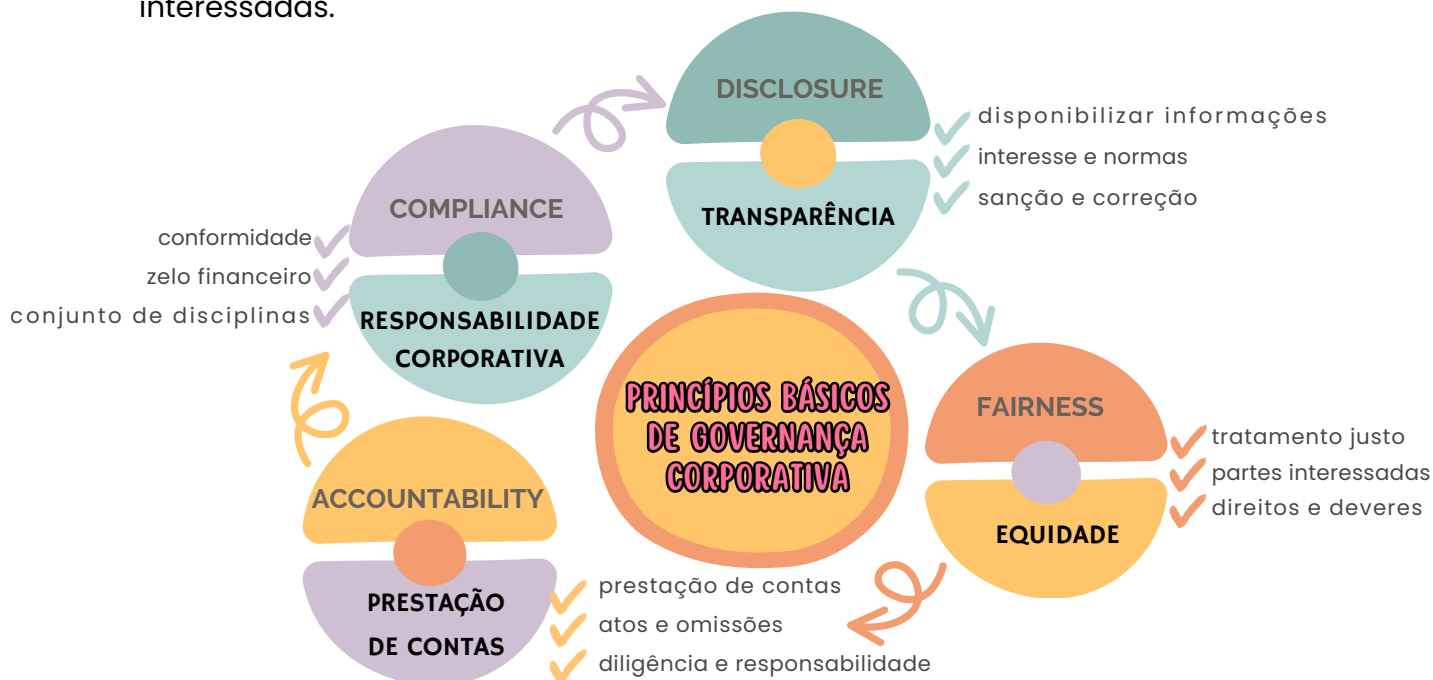 interessadas.
DISCLOSURE
TRANSPARÊNCIA
disponibilizar informações
interesse e normas
sanção e correção
COMPLIANCE
RESPONSABILIDADE
CORPORATIVA
conformidade
zelo financeiro
conjunto de disciplinas
PRINCÍPIOS BÁSICOS
DE GOVERNANÇA
CORPORATIVA
FAIRNESS
EQUIDADE
tratamento justo
partes interessadas
direitos e deveres
ACCOUNTABILITY
PRESTAÇÃO
DE CONTAS
prestação de contas
atos e omissões
diligência e responsabilidade